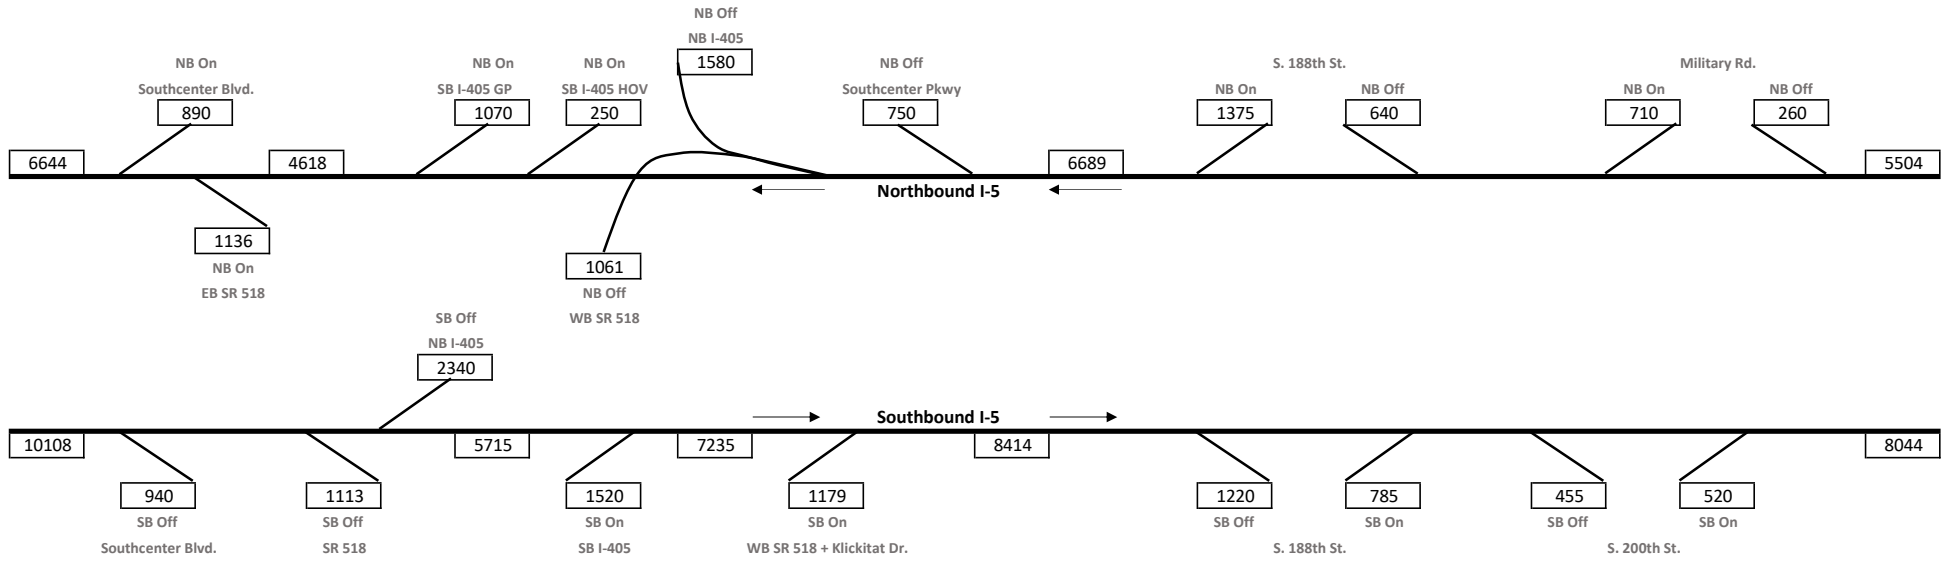 NB Off
NB I-405
1580
NB On
Southcenter Blvd.
890
NB On
SB I-405 GP
1070
NB On
SB I-405 HOV
250
NB Off
Southcenter Pkwy
750
S. 188th St.
NB On
1375
NB Off
640
Military Rd.
NB On
710
NB Off
260
6644
4618
6689
5504
Northbound I-5
1136
NB On
EB SR 518
1061
NB Off
WB SR 518
SB Off
NB I-405
2340
Southbound I-5
10108
5715
7235
8414
8044
940
SB Off
Southcenter Blvd.
1113
SB Off
SR 518
1520
SB On
SB I-405
1179
SB On
WB SR 518 + Klickitat Dr.
1220
SB Off
785
SB On
S. 188th St.
455
SB Off
520
SB On
S. 200th St.